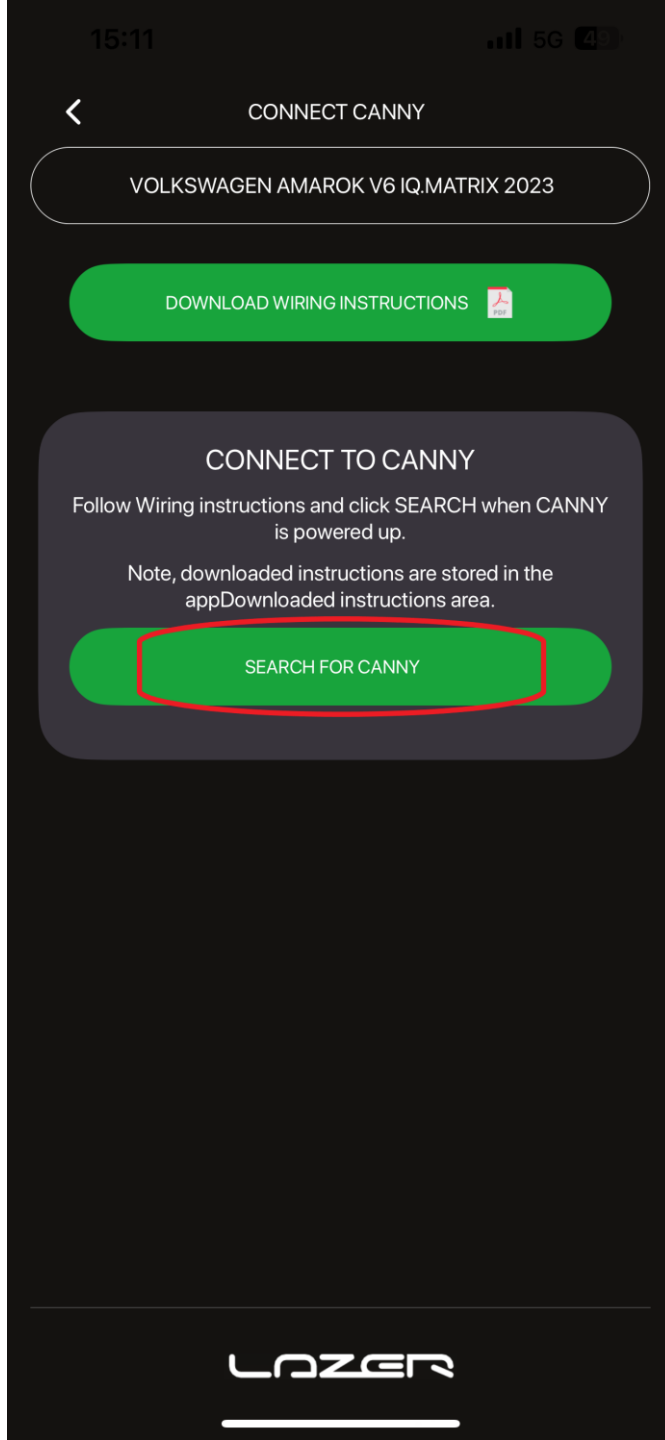 15:11 5G 49
CONNECT CANNY
VOLKSWAGEN AMAROK V6 IQ.MATRIX 2023
DOWNLOAD WIRING INSTRUCTIONS PDF
CONNECT TO CANNY
Follow Wiring instructions and click SEARCH when CANNY
is powered up.
Note, downloaded instructions are stored in the
appDownloaded instructions area.
SEARCH FOR CANNY
LAZER